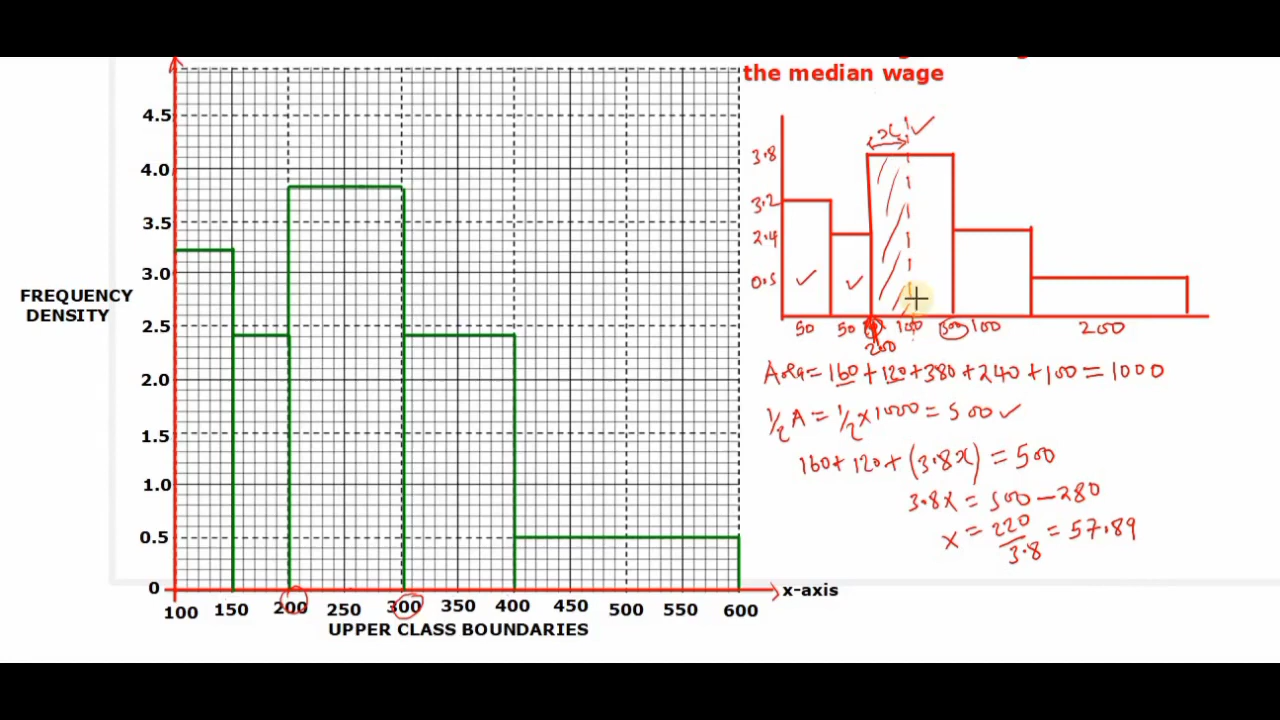 the median wage
4.5
4.0
3.5
3.0
2.5
2.0
1.5
1.0
0.5
0
FREQUENCY
DENSITY
100 150 200 250 300 350 400 450 500 550 600
x-axis
UPPER CLASS BOUNDARIES
x
3.8
3.2
2.4
0.5
50 50 100 300 100 200
200
Area = 160 + 120 + 380 + 240 + 100 = 1000
1/2 A = 1/2 x 1000 = 500 ✓
160 + 120 + (3.8x) = 500
3.8x = 500 - 280
x = 220/3.8 = 57.89